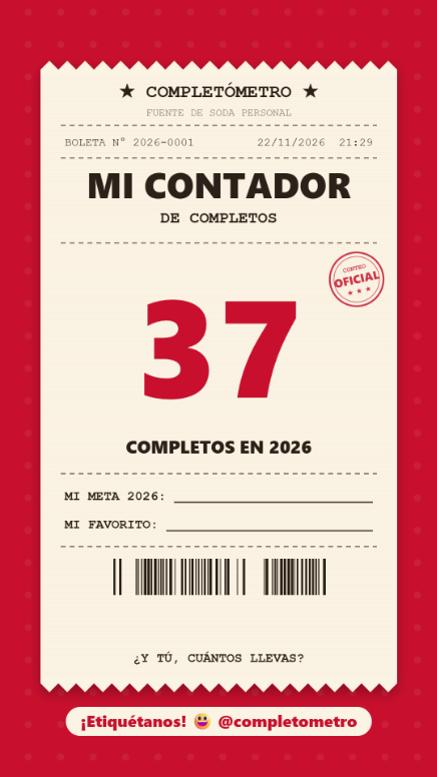 ★ COMPLETÓMETRO ★
FUENTE DE SODA PERSONAL
BOLETA N° 2026-0001 22/11/2026 21:29
MI CONTADOR
DE COMPLETOS
CONTEO
OFICIAL
★ ★ ★
37
COMPLETOS EN 2026
MI META 2026:
MI FAVORITO:
¿Y TÚ, CUÁNTOS LLEVAS?
¡Etiquétanos! 😀 @completometro